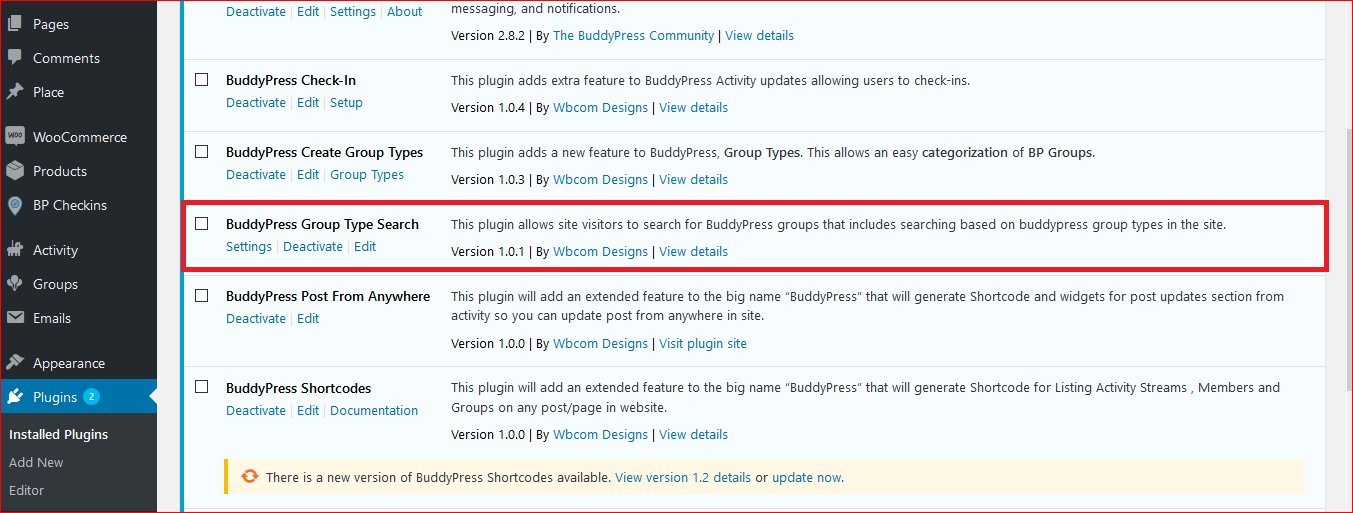 Pages
Comments
Place
WooCommerce
Products
BP Checkins
Activity
Groups
Emails
Appearance
Plugins 2
Installed Plugins
Add New
Editor
Deactivate | Edit | Settings | About
messaging, and notifications.
Version 2.8.2 | By The BuddyPress Community | View details
BuddyPress Check-In
Deactivate | Edit | Setup
This plugin adds extra feature to BuddyPress Activity updates allowing users to check-ins.
Version 1.0.4 | By Wbcom Designs | View details
BuddyPress Create Group Types
Deactivate | Edit | Group Types
This plugin adds a new feature to BuddyPress, Group Types. This allows an easy categorization of BP Groups.
Version 1.0.3 | By Wbcom Designs | View details
BuddyPress Group Type Search
Settings | Deactivate | Edit
This plugin allows site visitors to search for BuddyPress groups that includes searching based on buddypress group types in the site.
Version 1.0.1 | By Wbcom Designs | View details
BuddyPress Post From Anywhere
Deactivate | Edit
This plugin will add an extended feature to the big name “BuddyPress” that will generate Shortcode and widgets for post updates section from
activity so you can update post from anywhere in site.
Version 1.0.0 | By Wbcom Designs | Visit plugin site
BuddyPress Shortcodes
Deactivate | Edit | Documentation
This plugin will add an extended feature to the big name “BuddyPress” that will generate Shortcode for Listing Activity Streams , Members and
Groups on any post/page in website.
Version 1.0.0 | By Wbcom Designs | View details
There is a new version of BuddyPress Shortcodes available. View version 1.2 details or update now.